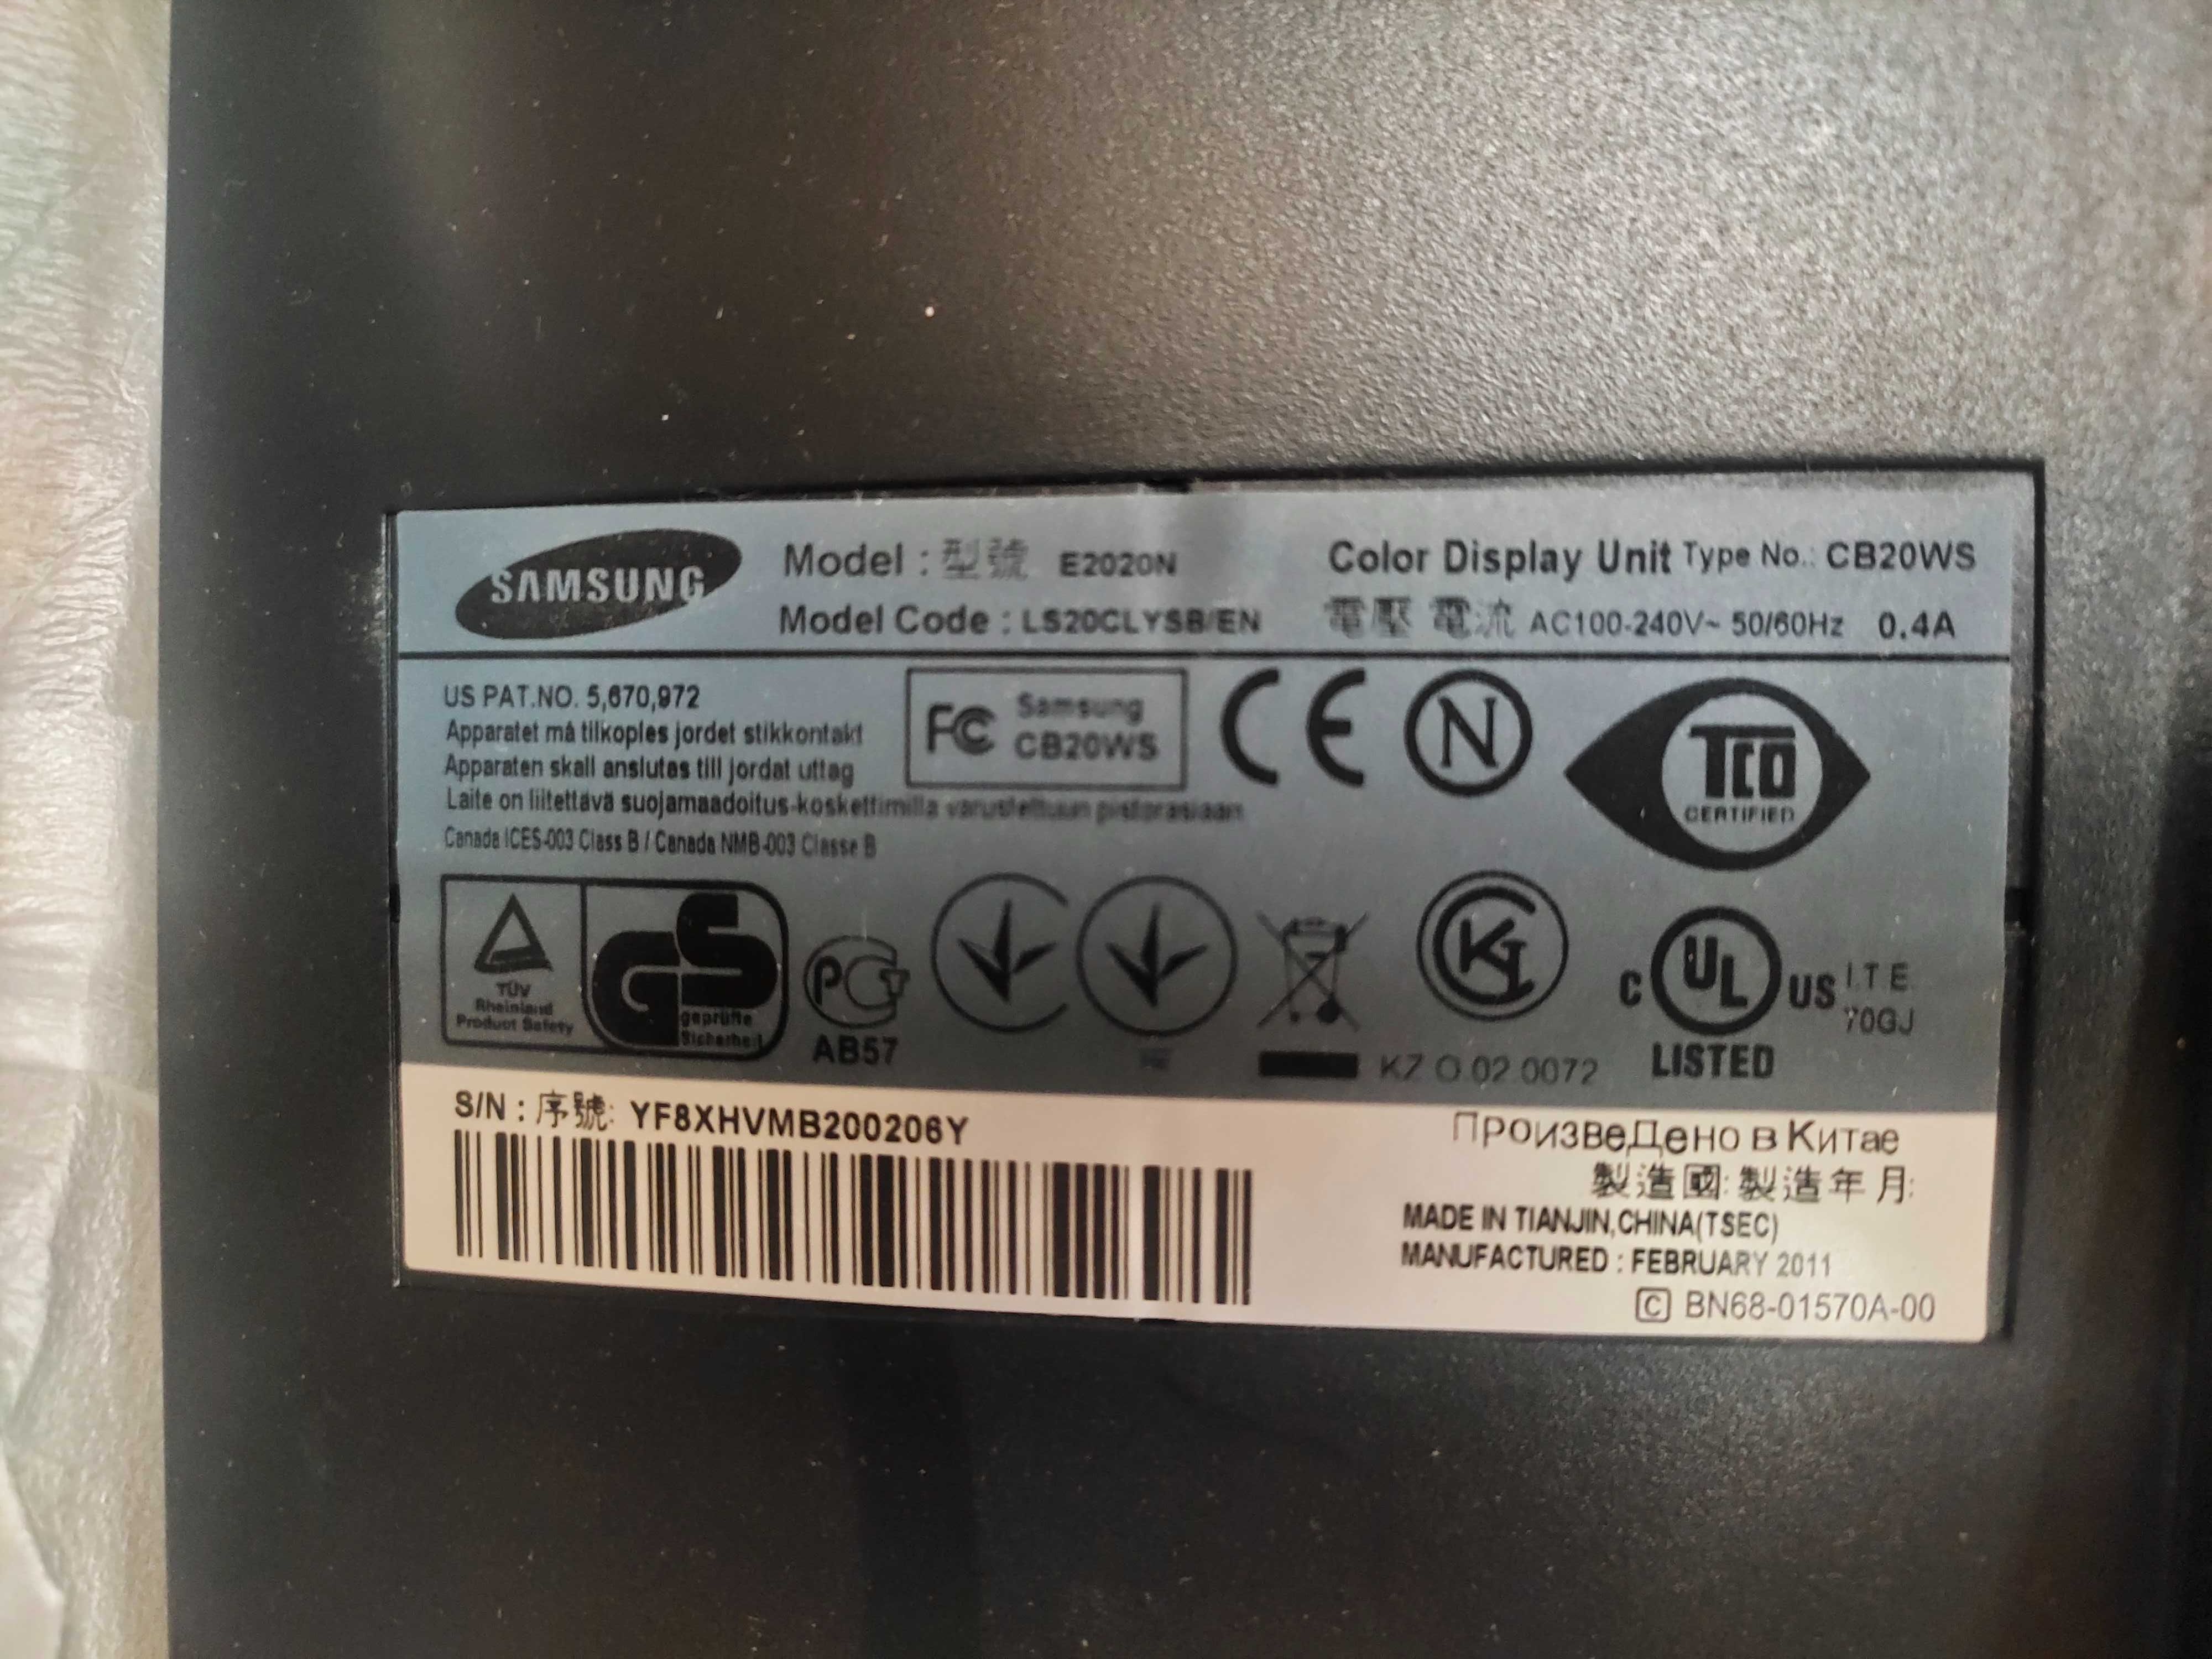 SAMSUNG
Model : 型號 E2020N
Model Code : LS20CLYSB/EN
Color Display Unit Type No.: CB20WS
電壓 電流 AC100-240V~ 50/60Hz 0.4A
US PAT.NO. 5,670,972
Apparatet må tilkoples jordet stikkontakt
Apparaten skall anslutas till jordat uttag
Laite on liitettävä suojamaadoitus-koskettimilla varustettuun pistorasiaan
Canada ICES-003 Class B / Canada NMB-003 Classe B
FC Samsung
CB20WS
CE
N
TCO
CERTIFIED
TÜV
Rheinland
Product Safety
GS
geprüfte
Sicherheit
PCT
AB57
KZ O.02.0072
C UL US
LISTED
I.T.E.
70GJ
S/N : 序號: YF8XHVMB200206Y
Произведено в Китае
製造國: 製造年月:
MADE IN TIANJIN,CHINA(TSEC)
MANUFACTURED : FEBRUARY 2011
C BN68-01570A-00